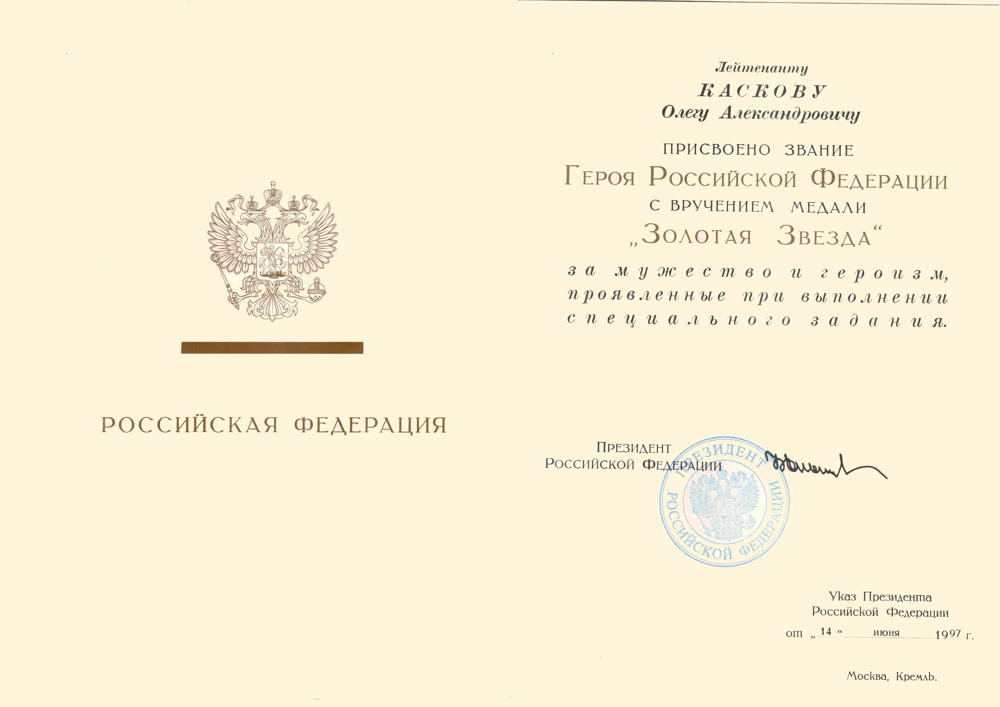 РОССИЙСКАЯ ФЕДЕРАЦИЯ
Лейтенанту
КАСКОВУ
Олегу Александровичу
ПРИСВОЕНО ЗВАНИЕ
ГЕРОЯ РОССИЙСКОЙ ФЕДЕРАЦИИ
С ВРУЧЕНИЕМ МЕДАЛИ
„ЗОЛОТАЯ ЗВЕЗДА“
за мужество и героизм,
проявленные при выполнении
специального задания.
ПРЕЗИДЕНТ
РОССИЙСКОЙ ФЕДЕРАЦИИ
ПРЕЗИДЕНТ
РОССИЙСКОЙ ФЕДЕРАЦИИ
Указ Президента
Российской Федерации
от „14“ июня 1997 г.
Москва, Кремль.